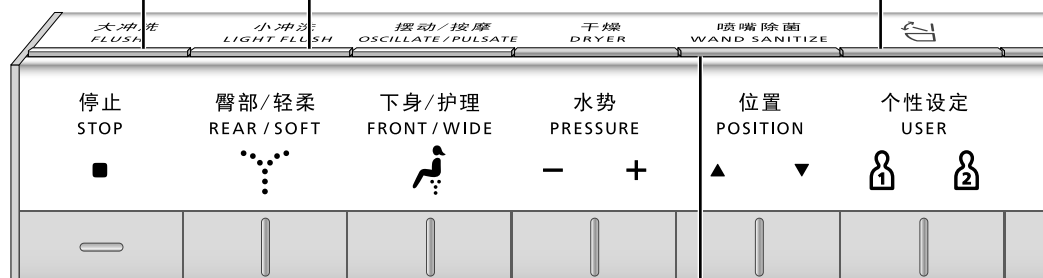 大冲洗 小冲洗 摆动/按摩 干燥 喷嘴除菌
FLUSH LIGHT FLUSH OSCILLATE/PULSATE DRYER WAND SANITIZE
停止 臀部/轻柔 下身/护理 水势 位置 个性设定
STOP REAR/SOFT FRONT/WIDE PRESSURE POSITION USER
− +
1 2